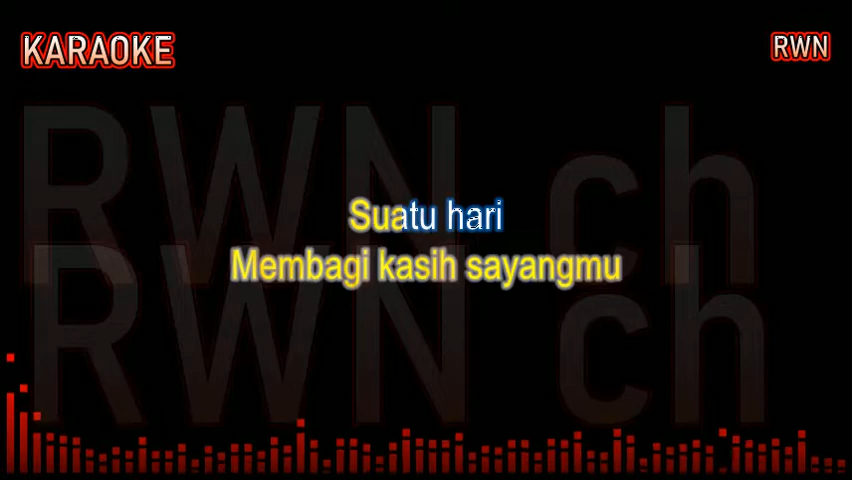 KARAOKE
RWN
RWN ch
RWN ch
Suatu hari
Membagi kasih sayangmu